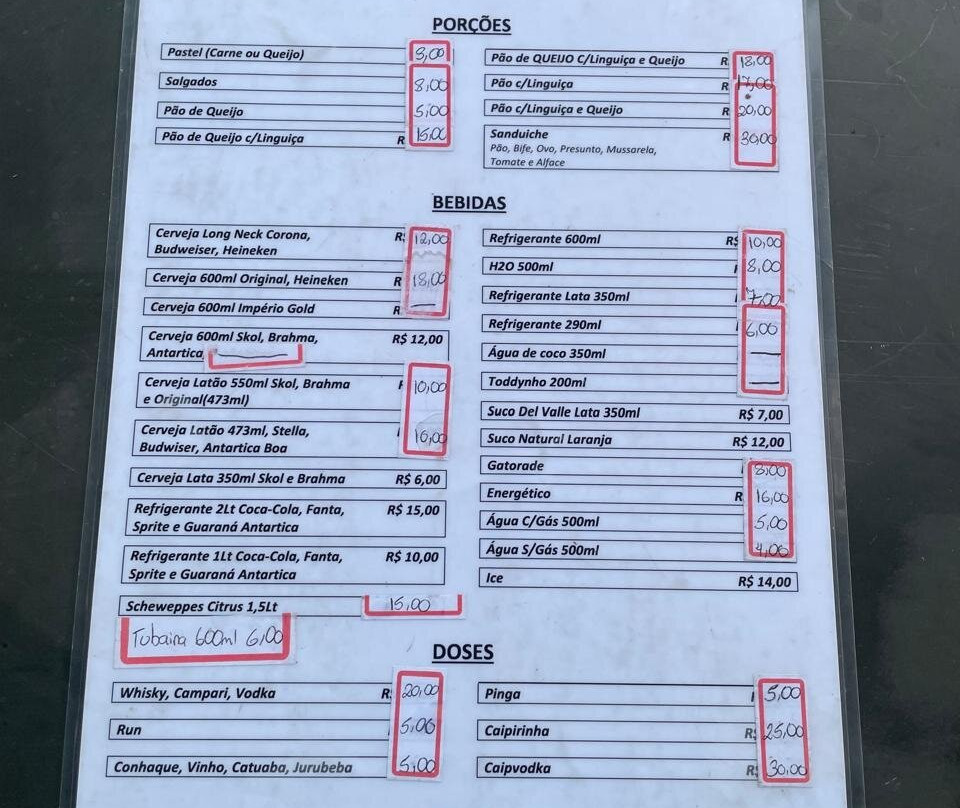 PORÇÕES
Pastel (Carne ou Queijo) 9,00
Salgados 8,00
Pão de Queijo 5,00
Pão de Queijo c/Linguiça R 15,00
Pão de QUEIJO C/Linguiça e Queijo R 18,00
Pão c/Linguiça R 17,00
Pão c/Linguiça e Queijo R 20,00
Sanduiche R 30,00
Pão, Bife, Ovo, Presunto, Mussarela,
Tomate e Alface
BEBIDAS
Cerveja Long Neck Corona, R$ 12,00
Budweiser, Heineken
Cerveja 600ml Original, Heineken R 18,00
Cerveja 600ml Império Gold R
Cerveja 600ml Skol, Brahma, R$ 12,00
Antartica
Cerveja Latão 550ml Skol, Brahma 10,00
e Original(473ml)
Cerveja Latão 473ml, Stella,
Budwiser, Antartica Boa
Cerveja Lata 350ml Skol e Brahma R$ 6,00
Refrigerante 2Lt Coca-Cola, Fanta, R$ 15,00
Sprite e Guaraná Antartica
Refrigerante 1Lt Coca-Cola, Fanta, R$ 10,00
Sprite e Guaraná Antartica
Scheweppes Citrus 1,5Lt 15,00
Tubaina 600ml 6,00
Refrigerante 600ml R$ 10,00
H2O 500ml 8,00
Refrigerante Lata 350ml 7,00
Refrigerante 290ml 6,00
Água de coco 350ml
Toddynho 200ml
Suco Del Valle Lata 350ml R$ 7,00
Suco Natural Laranja R$ 12,00
Gatorade 8,00
Energético R 16,00
Água C/Gás 500ml 5,00
Água S/Gás 500ml 4,00
Ice R$ 14,00
DOSES
Whisky, Campari, Vodka R 20,00
Run 5,00
Conhaque, Vinho, Catuaba, Jurubeba 5,00
Pinga 5,00
Caipirinha R$ 25,00
Caipvodka R$ 30,00